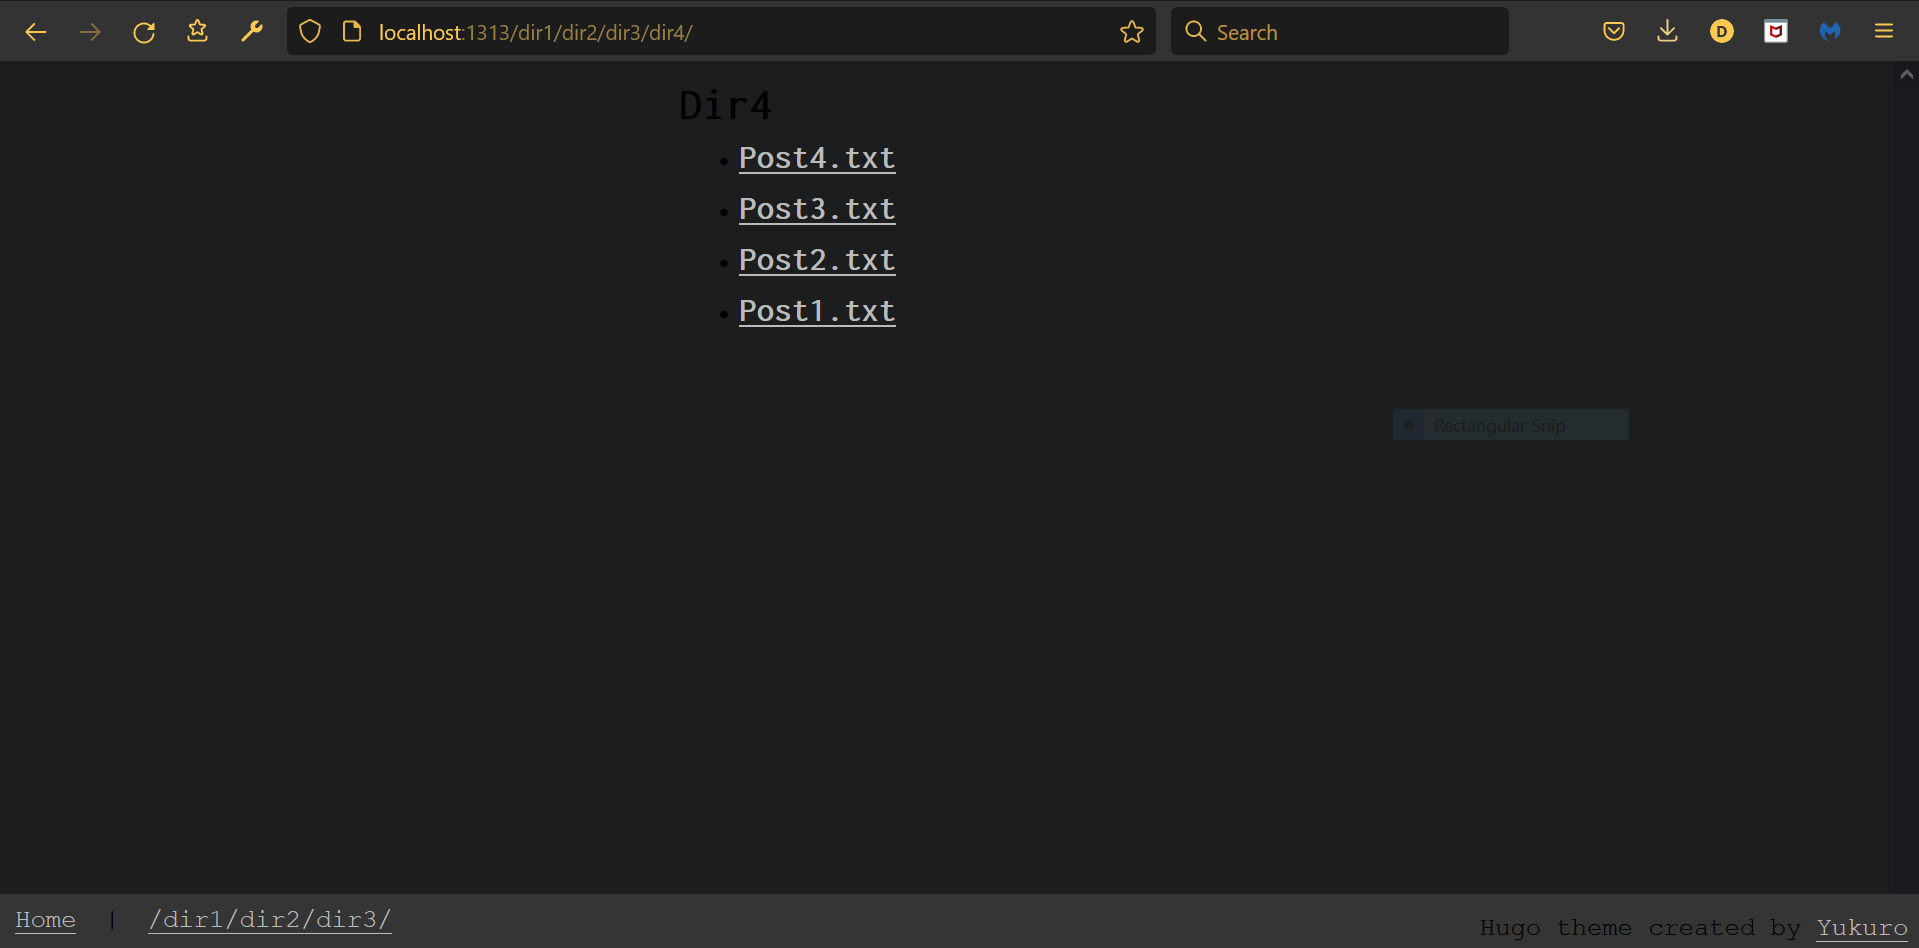 localhost:1313/dir1/dir2/dir3/dir4/
Search
D
Dir4
Post4.txt
Post3.txt
Post2.txt
Post1.txt
Rectangular Snip
Home | /dir1/dir2/dir3/
Hugo theme created by Yukuro